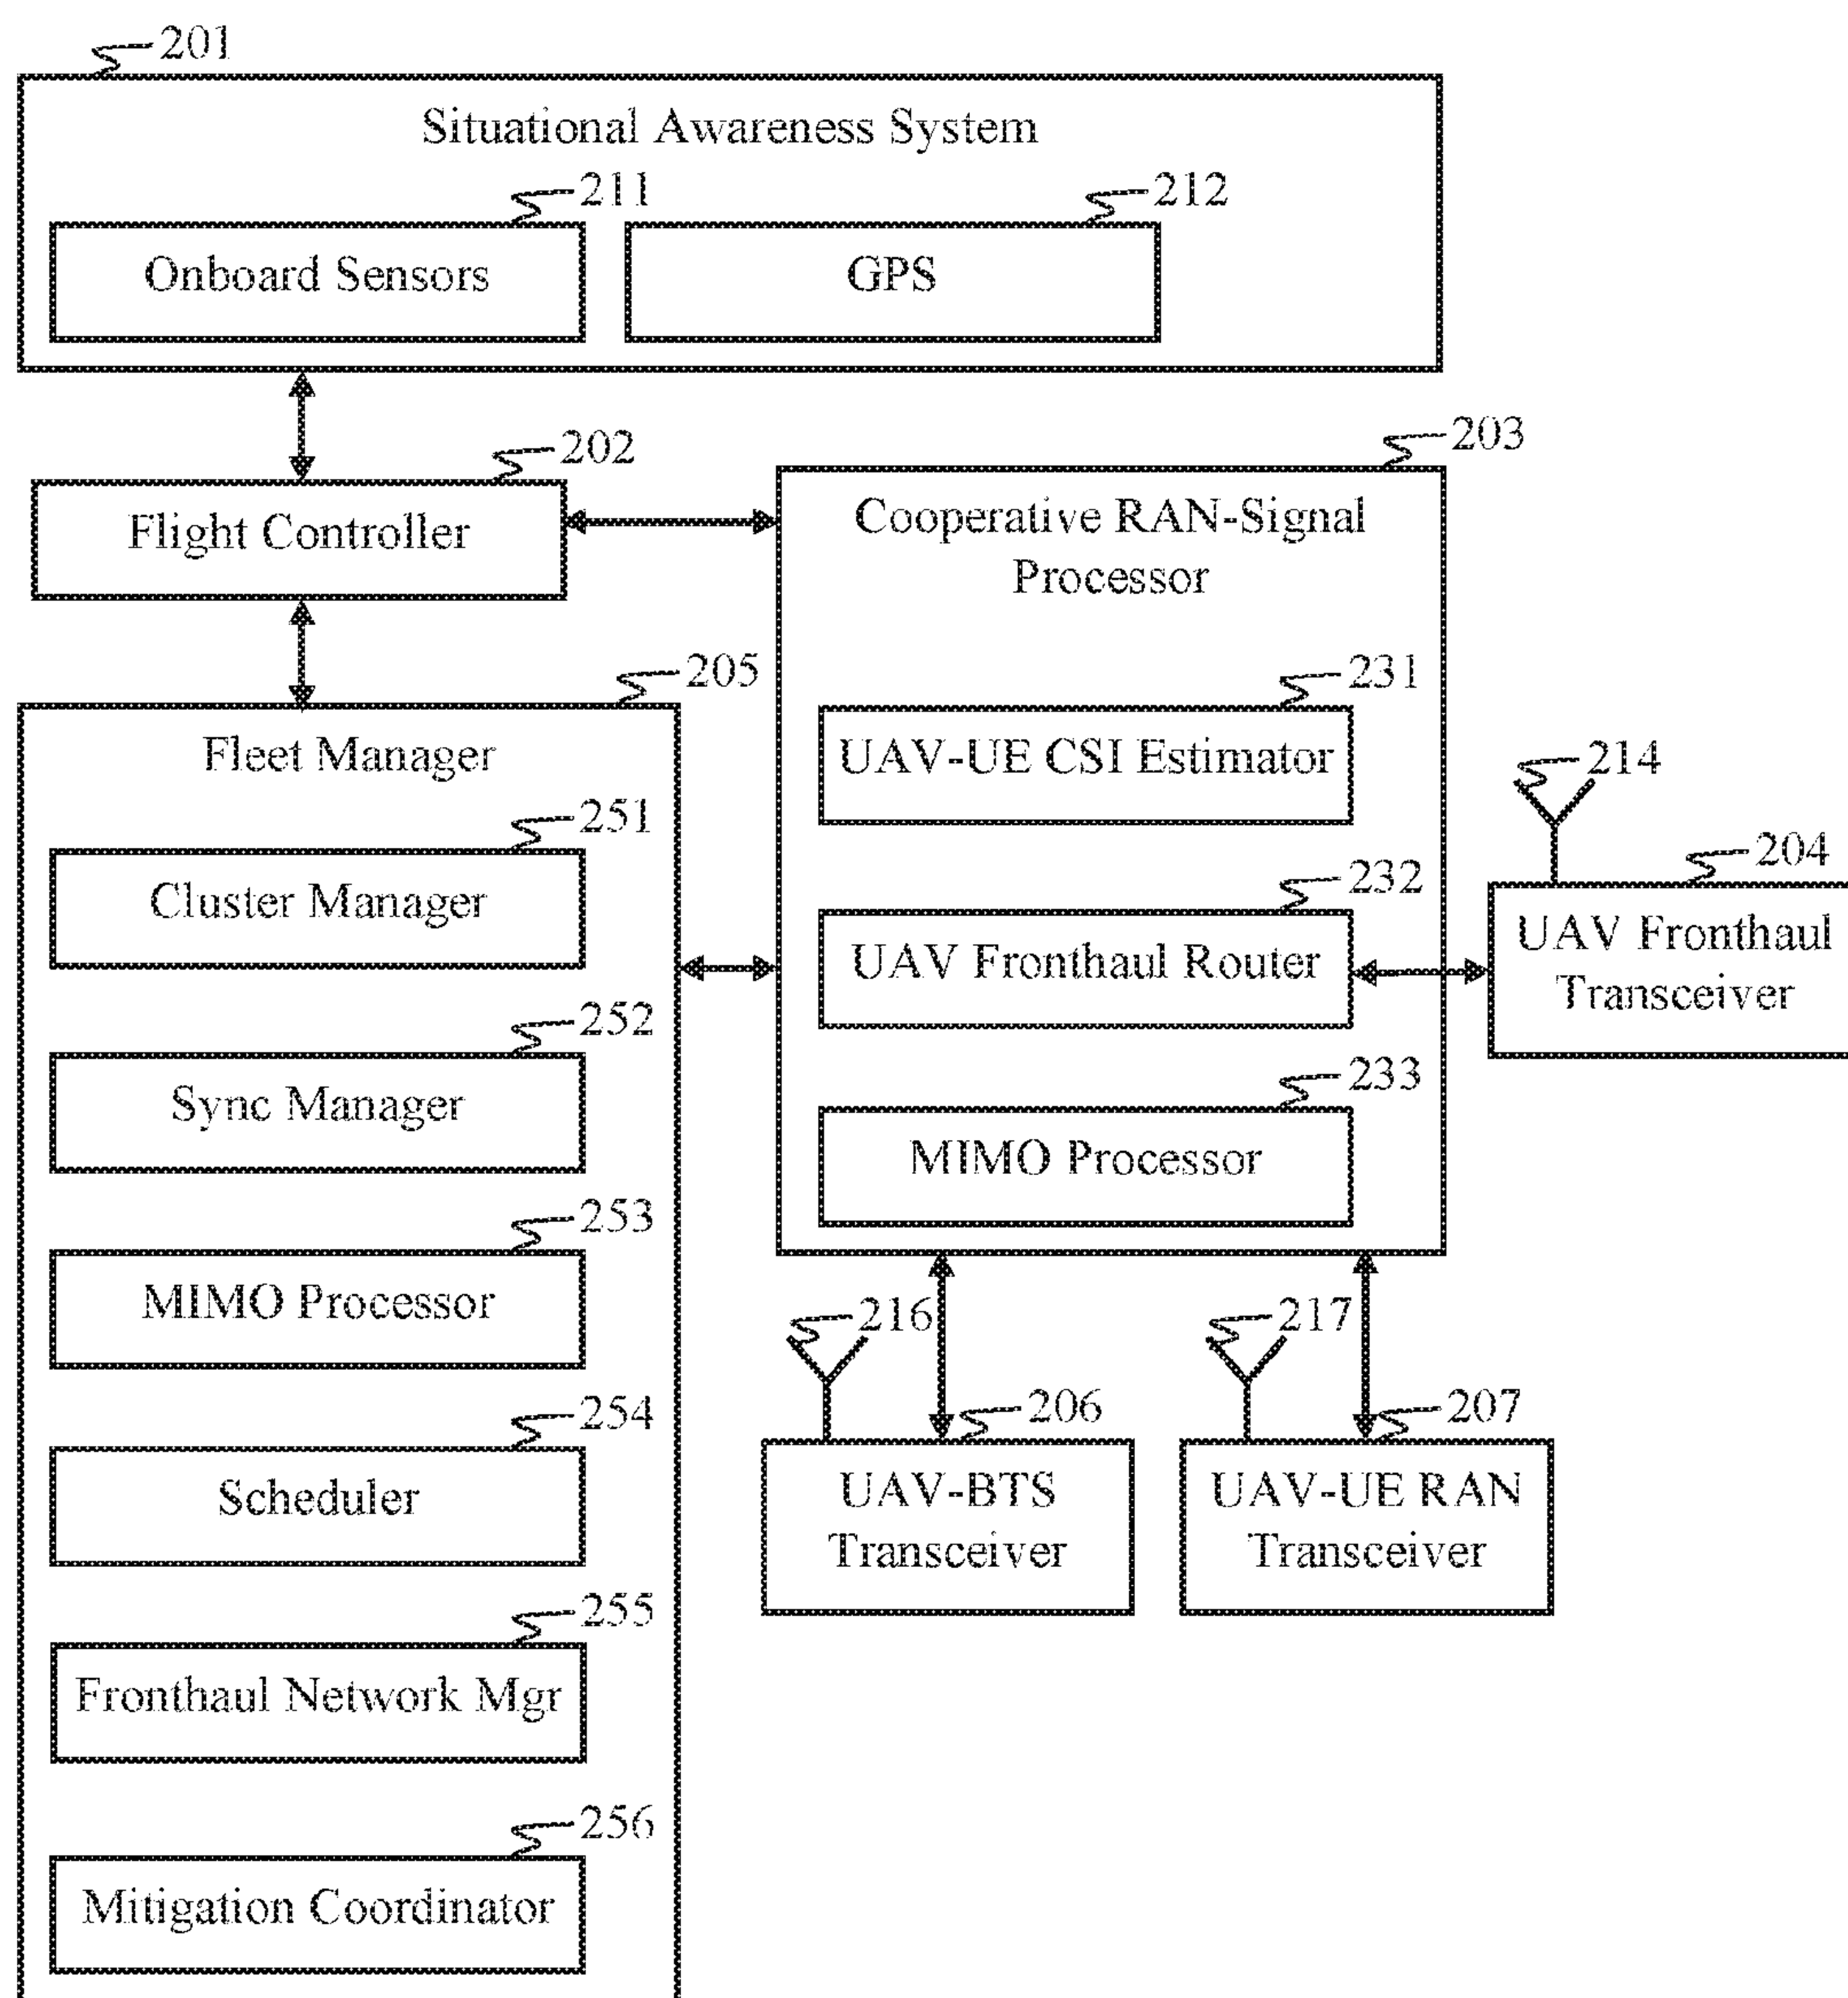 201
Situational Awareness System
211
212
Onboard Sensors
GPS
202
203
Flight Controller
Cooperative RAN-Signal
Processor
205
Fleet Manager
231
UAV-UE CSI Estimator
214
251
Cluster Manager
232
UAV Fronthaul Router
204
UAV Fronthaul
Transceiver
252
Sync Manager
233
MIMO Processor
253
MIMO Processor
216
217
254
Scheduler
206
UAV-BTS
Transceiver
207
UAV-UE RAN
Transceiver
255
Fronthaul Network Mgr
256
Mitigation Coordinator